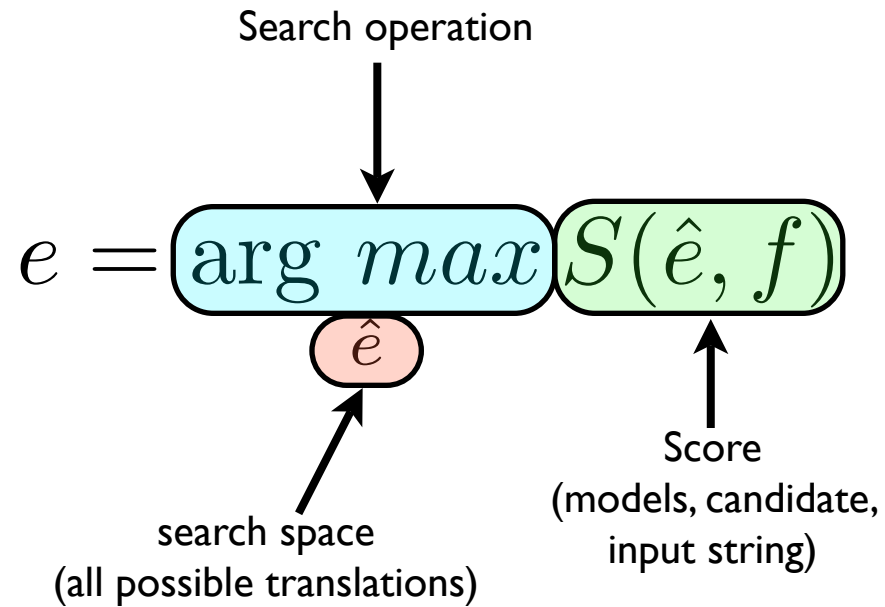 Search operation
e = arg max S(ê, f)
ê
Score
(models, candidate,
input string)
search space
(all possible translations)